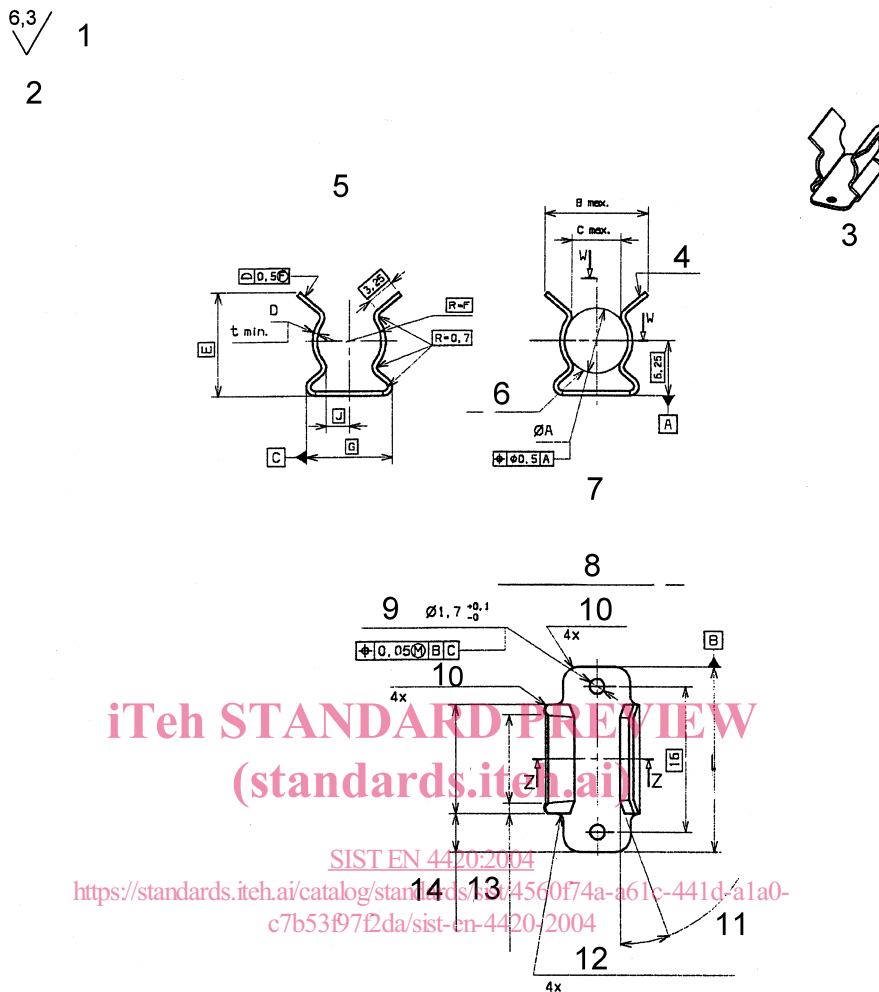 6,3
1
2
3
5
B max.
C max.
W
4
0,5 F
3,25
D
R=F
W
t min.
R=0,7
E
6,25
6
J
A
ØA
G
C
⌖ Ø0.5 A
7
8
9
Ø1,7 +0,1 -0
10
4x
B
⌖ 0,05 Ⓜ B C
10
4x
iTeh STANDARD PREVIEW
16
Z
Z
(standards.iteh.ai)
SIST EN 4420:2004
14
13
https://standards.iteh.ai/catalog/standards/sist/4560f74a-a61c-441d-a1a0-
c7b53f97f2da/sist-en-4420-2004
11
12
4x